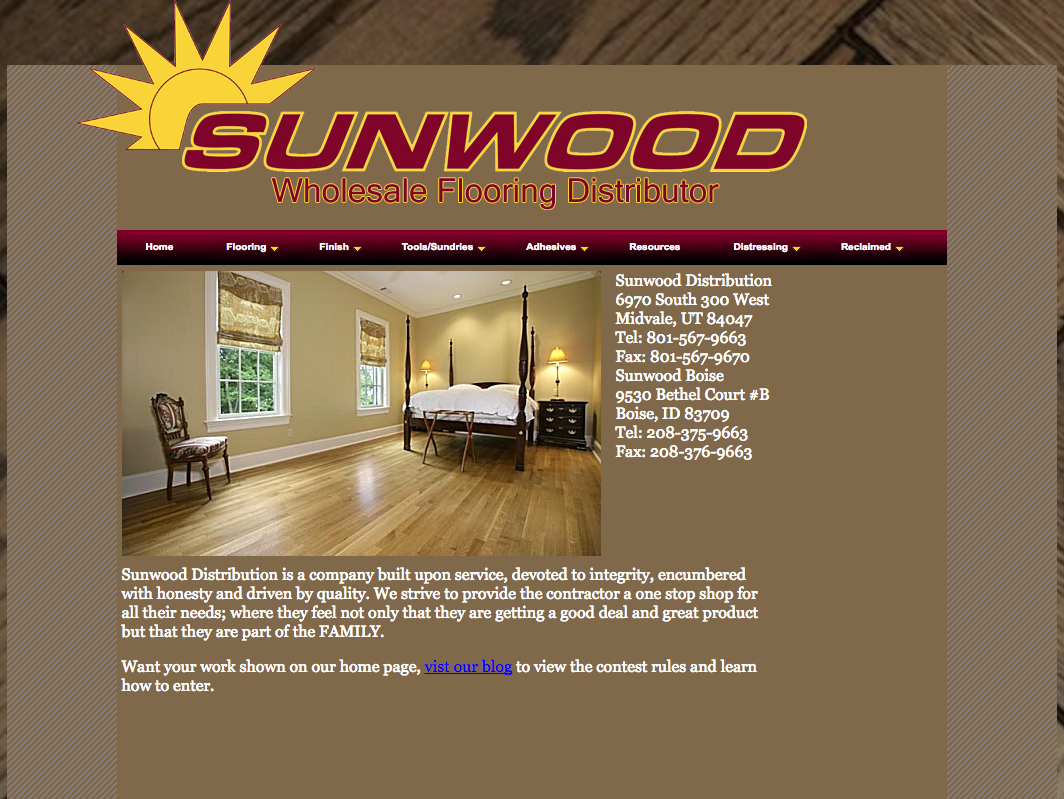 SUNWOOD
Wholesale Flooring Distributor
Home Flooring Finish Tools/Sundries Adhesives Resources Distressing Reclaimed
Sunwood Distribution
6970 South 300 West
Midvale, UT 84047
Tel: 801-567-9663
Fax: 801-567-9670
Sunwood Boise
9530 Bethel Court #B
Boise, ID 83709
Tel: 208-375-9663
Fax: 208-376-9663
Sunwood Distribution is a company built upon service, devoted to integrity, encumbered
with honesty and driven by quality. We strive to provide the contractor a one stop shop for
all their needs; where they feel not only that they are getting a good deal and great product
but that they are part of the FAMILY.
Want your work shown on our home page, vist our blog to view the contest rules and learn
how to enter.